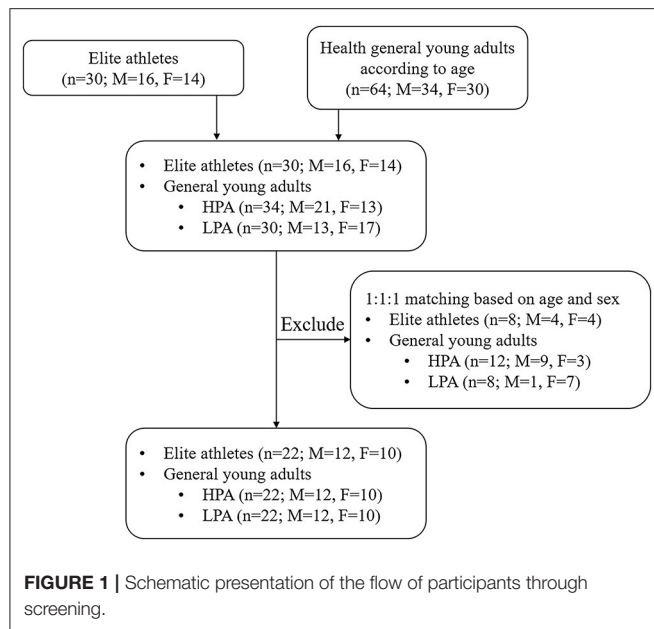 Elite athletes
(n=30; M=16, F=14)
Health general young adults
according to age
(n=64; M=34, F=30)
• Elite athletes (n=30; M=16, F=14)
• General young adults
• HPA (n=34; M=21, F=13)
• LPA (n=30; M=13, F=17)
Exclude
1:1:1 matching based on age and sex
• Elite athletes (n=8; M=4, F=4)
• General young adults
• HPA (n=12; M=9, F=3)
• LPA (n=8; M=1, F=7)
• Elite athletes (n=22; M=12, F=10)
• General young adults
• HPA (n=22; M=12, F=10)
• LPA (n=22; M=12, F=10)
FIGURE 1 | Schematic presentation of the flow of participants through
screening.